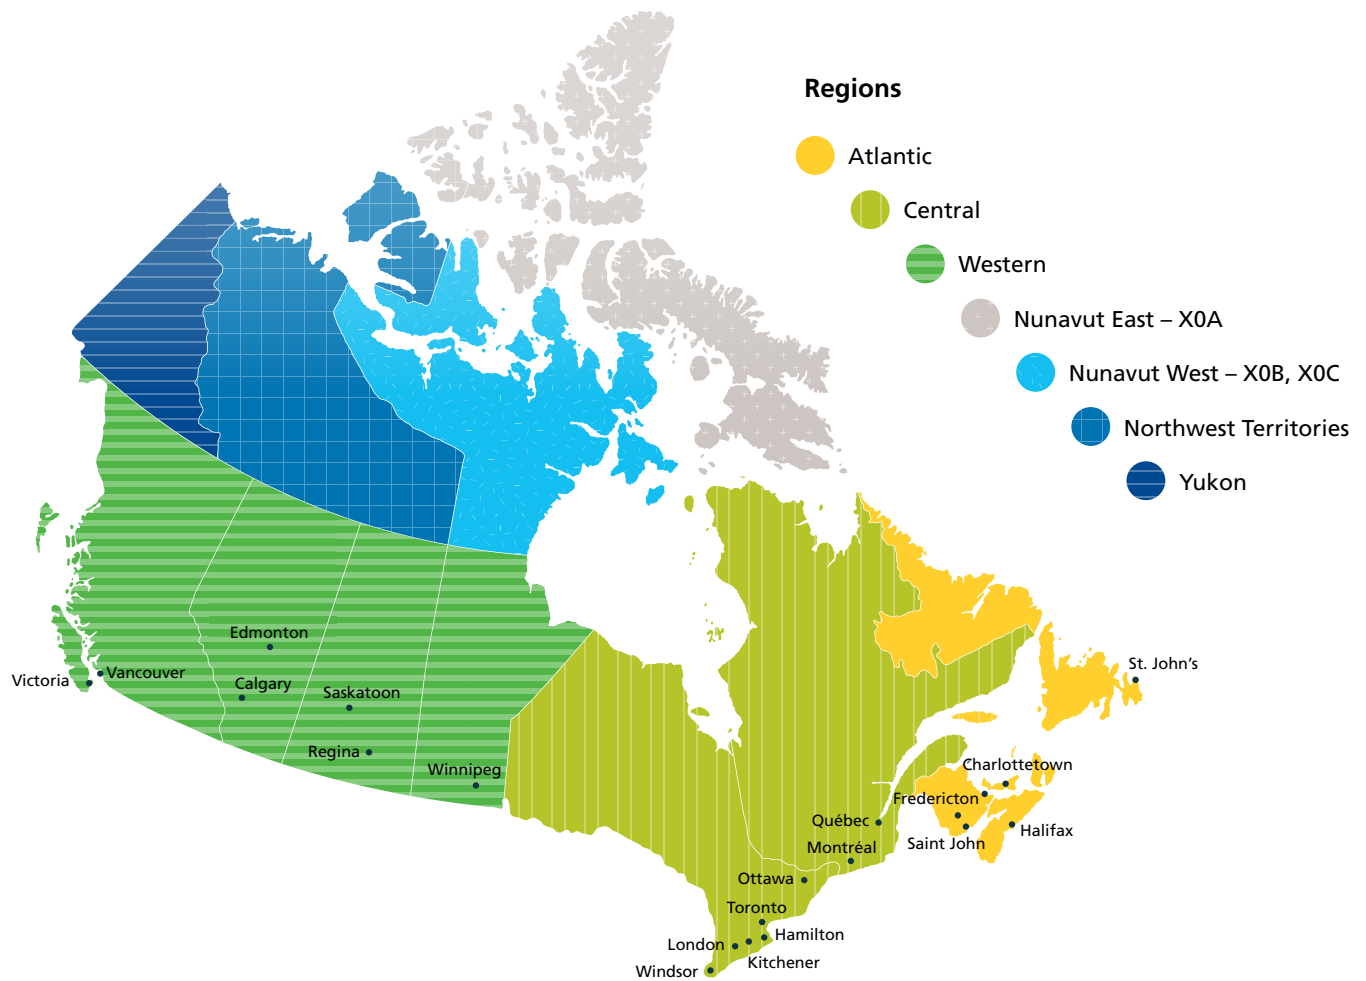 Regions
Atlantic
Central
Western
Nunavut East – X0A
Nunavut West – X0B, X0C
Northwest Territories
Yukon
Edmonton
Vancouver
Victoria
Calgary
Saskatoon
Regina
Winnipeg
St. John’s
Charlottetown
Fredericton
Québec
Halifax
Saint John
Montréal
Ottawa
Toronto
Hamilton
London
Kitchener
Windsor